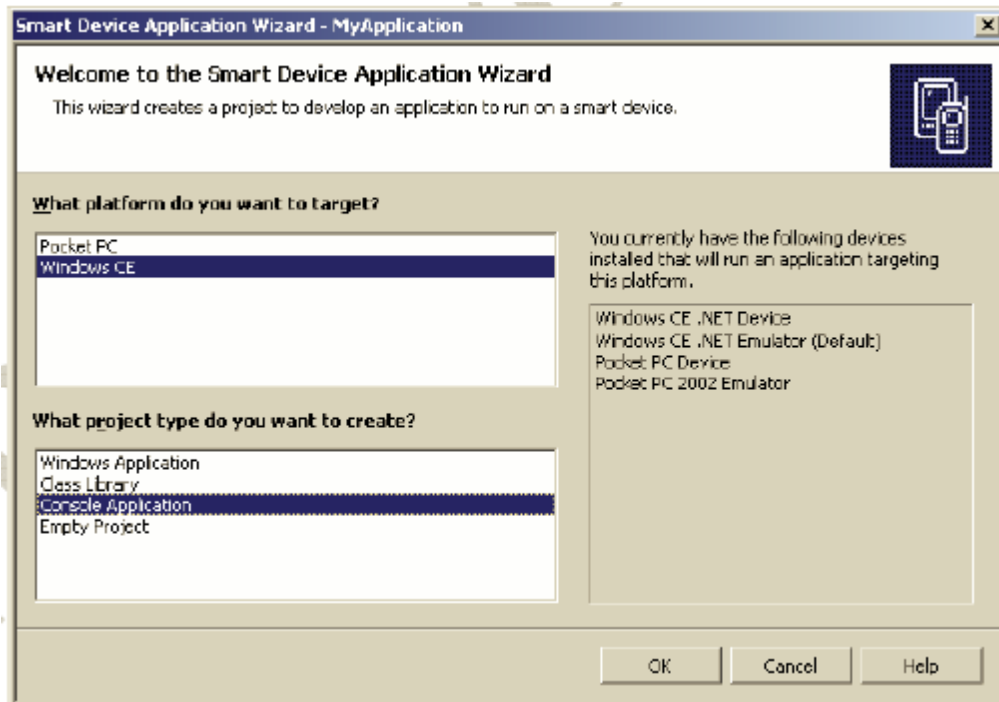 Smart Device Application Wizard - MyApplication
Welcome to the Smart Device Application Wizard
This wizard creates a project to develop an application to run on a smart device.
What platform do you want to target?
Pocket PC
Windows CE
You currently have the following devices
installed that will run an application targeting
this platform.
Windows CE .NET Device
Windows CE .NET Emulator (Default)
Pocket PC Device
Pocket PC 2002 Emulator
What project type do you want to create?
Windows Application
Class Library
Console Application
Empty Project
OK
Cancel
Help